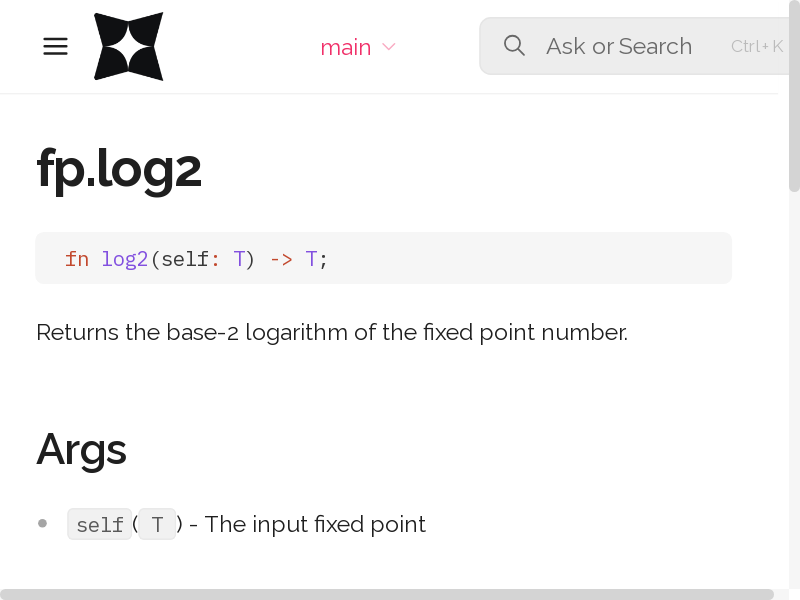 main
Ask or Search
Ctrl+K
fp.log2
fn log2(self: T) -> T;
Returns the base-2 logarithm of the fixed point number.
Args
self( T ) - The input fixed point